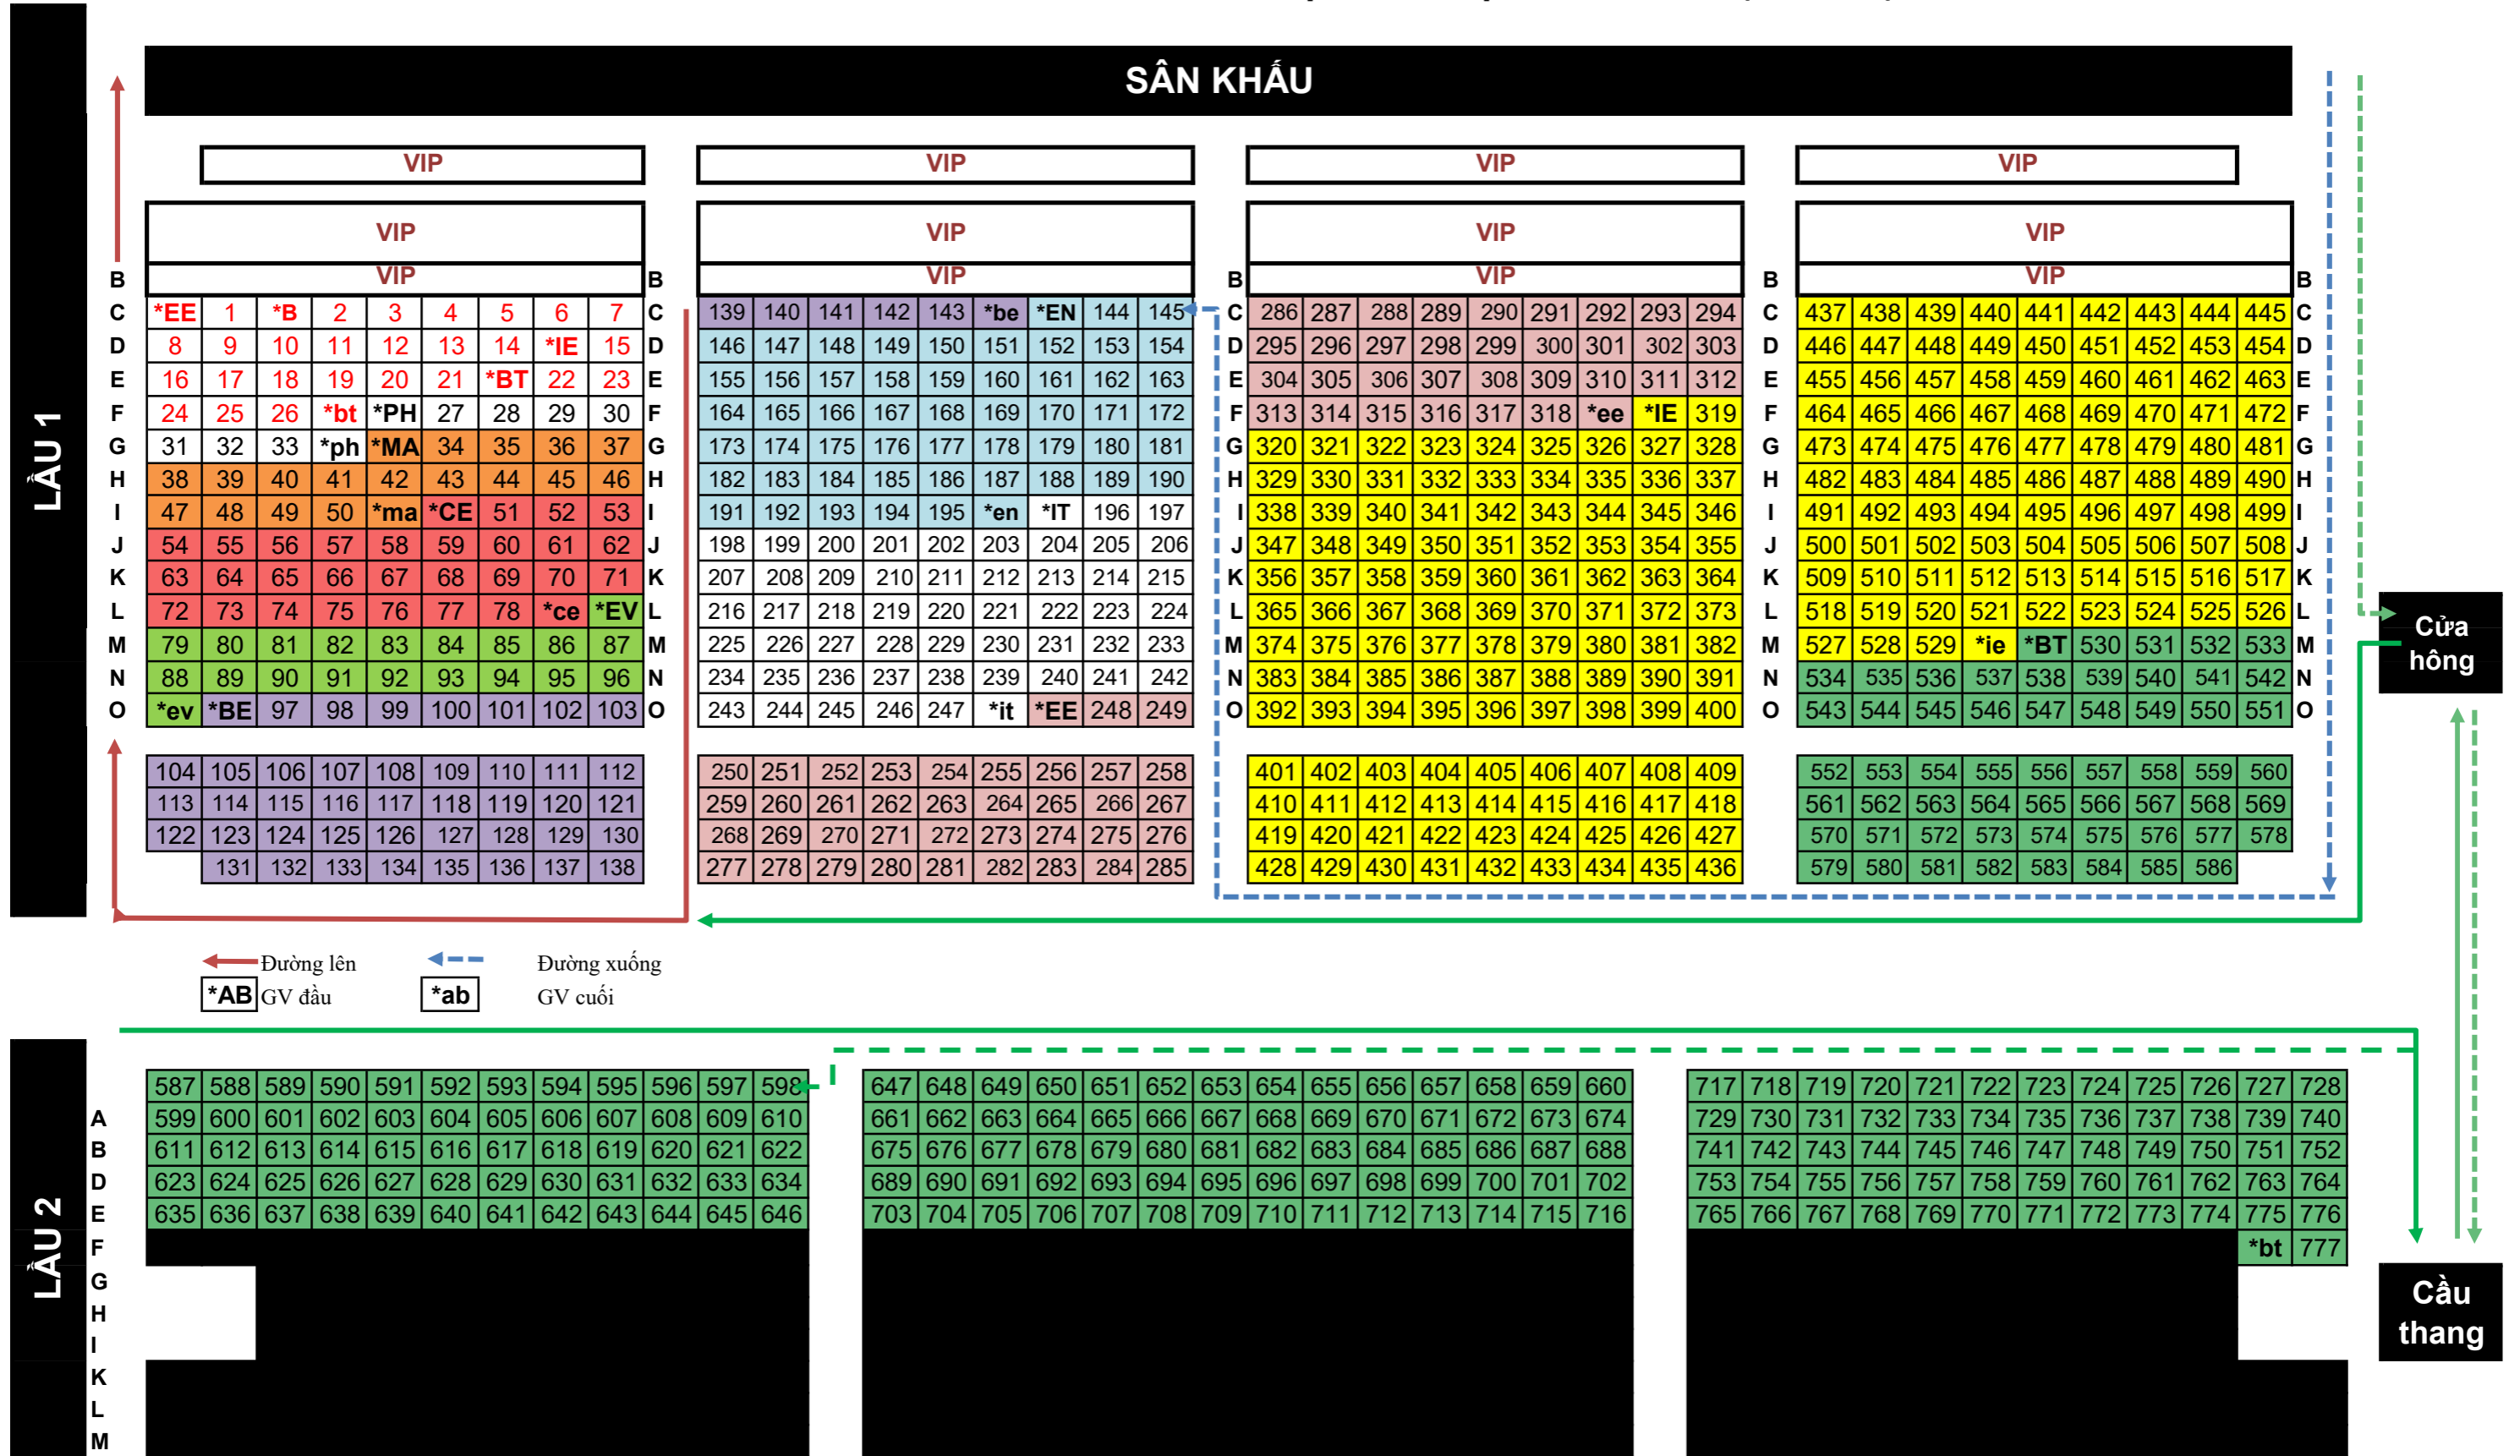 SÂN KHẤU
LẦU 1
VIP VIP VIP VIP
VIP VIP VIP VIP
B VIP B VIP B VIP B VIP B
C *EE 1 *B 2 3 4 5 6 7 C 139 140 141 142 143 *be *EN 144 145 C 286 287 288 289 290 291 292 293 294 C 437 438 439 440 441 442 443 444 445 C
D 8 9 10 11 12 13 14 *IE 15 D 146 147 148 149 150 151 152 153 154 D 295 296 297 298 299 300 301 302 303 D 446 447 448 449 450 451 452 453 454 D
E 16 17 18 19 20 21 *BT 22 23 E 155 156 157 158 159 160 161 162 163 E 304 305 306 307 308 309 310 311 312 E 455 456 457 458 459 460 461 462 463 E
F 24 25 26 *bt *PH 27 28 29 30 F 164 165 166 167 168 169 170 171 172 F 313 314 315 316 317 318 *ee *IE 319 F 464 465 466 467 468 469 470 471 472 F
G 31 32 33 *ph *MA 34 35 36 37 G 173 174 175 176 177 178 179 180 181 G 320 321 322 323 324 325 326 327 328 G 473 474 475 476 477 478 479 480 481 G
H 38 39 40 41 42 43 44 45 46 H 182 183 184 185 186 187 188 189 190 H 329 330 331 332 333 334 335 336 337 H 482 483 484 485 486 487 488 489 490 H
I 47 48 49 50 *ma *CE 51 52 53 I 191 192 193 194 195 *en *IT 196 197 I 338 339 340 341 342 343 344 345 346 I 491 492 493 494 495 496 497 498 499 I
J 54 55 56 57 58 59 60 61 62 J 198 199 200 201 202 203 204 205 206 J 347 348 349 350 351 352 353 354 355 J 500 501 502 503 504 505 506 507 508 J
K 63 64 65 66 67 68 69 70 71 K 207 208 209 210 211 212 213 214 215 K 356 357 358 359 360 361 362 363 364 K 509 510 511 512 513 514 515 516 517 K
L 72 73 74 75 76 77 78 *ce *EV L 216 217 218 219 220 221 222 223 224 L 365 366 367 368 369 370 371 372 373 L 518 519 520 521 522 523 524 525 526 L
M 79 80 81 82 83 84 85 86 87 M 225 226 227 228 229 230 231 232 233 M 374 375 376 377 378 379 380 381 382 M 527 528 529 *ie *BT 530 531 532 533 M
N 88 89 90 91 92 93 94 95 96 N 234 235 236 237 238 239 240 241 242 N 383 384 385 386 387 388 389 390 391 N 534 535 536 537 538 539 540 541 542 N
O *ev *BE 97 98 99 100 101 102 103 O 243 244 245 246 247 *it *EE 248 249 O 392 393 394 395 396 397 398 399 400 O 543 544 545 546 547 548 549 550 551 O
Cửa
hông
104 105 106 107 108 109 110 111 112 250 251 252 253 254 255 256 257 258 401 402 403 404 405 406 407 408 409 552 553 554 555 556 557 558 559 560
113 114 115 116 117 118 119 120 121 259 260 261 262 263 264 265 266 267 410 411 412 413 414 415 416 417 418 561 562 563 564 565 566 567 568 569
122 123 124 125 126 127 128 129 130 268 269 270 271 272 273 274 275 276 419 420 421 422 423 424 425 426 427 570 571 572 573 574 575 576 577 578
131 132 133 134 135 136 137 138 277 278 279 280 281 282 283 284 285 428 429 430 431 432 433 434 435 436 579 580 581 582 583 584 585 586
Đường lên Đường xuống
*AB GV đầu *ab GV cuối
LẦU 2
587 588 589 590 591 592 593 594 595 596 597 598 647 648 649 650 651 652 653 654 655 656 657 658 659 660 717 718 719 720 721 722 723 724 725 726 727 728
A 599 600 601 602 603 604 605 606 607 608 609 610 661 662 663 664 665 666 667 668 669 670 671 672 673 674 729 730 731 732 733 734 735 736 737 738 739 740
B 611 612 613 614 615 616 617 618 619 620 621 622 675 676 677 678 679 680 681 682 683 684 685 686 687 688 741 742 743 744 745 746 747 748 749 750 751 752
D 623 624 625 626 627 628 629 630 631 632 633 634 689 690 691 692 693 694 695 696 697 698 699 700 701 702 753 754 755 756 757 758 759 760 761 762 763 764
E 635 636 637 638 639 640 641 642 643 644 645 646 703 704 705 706 707 708 709 710 711 712 713 714 715 716 765 766 767 768 769 770 771 772 773 774 775 776
F *bt 777
G
H
I
K
L
M
Cầu
thang